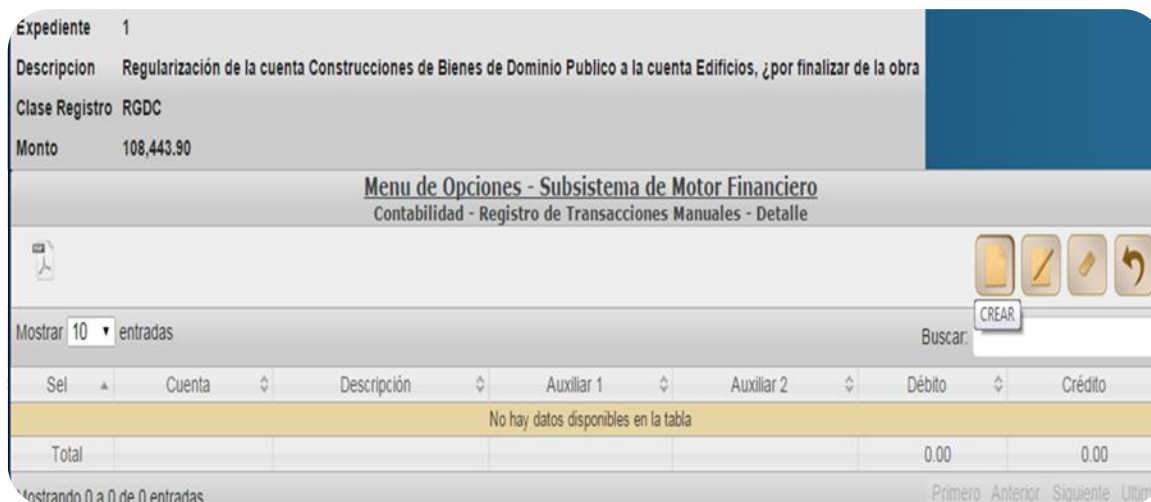 Expediente 1
Descripcion Regularización de la cuenta Construcciones de Bienes de Dominio Publico a la cuenta Edificios, ¿por finalizar de la obra
Clase Registro RGDC
Monto 108,443.90
Menu de Opciones - Subsistema de Motor Financiero
Contabilidad - Registro de Transacciones Manuales - Detalle
CREAR
Mostrar 10 entradas Buscar:
Sel Cuenta Descripción Auxiliar 1 Auxiliar 2 Débito Crédito
No hay datos disponibles en la tabla
Total 0.00 0.00
Mostrando 0 a 0 de 0 entradas Primero Anterior Siguiente Ultim